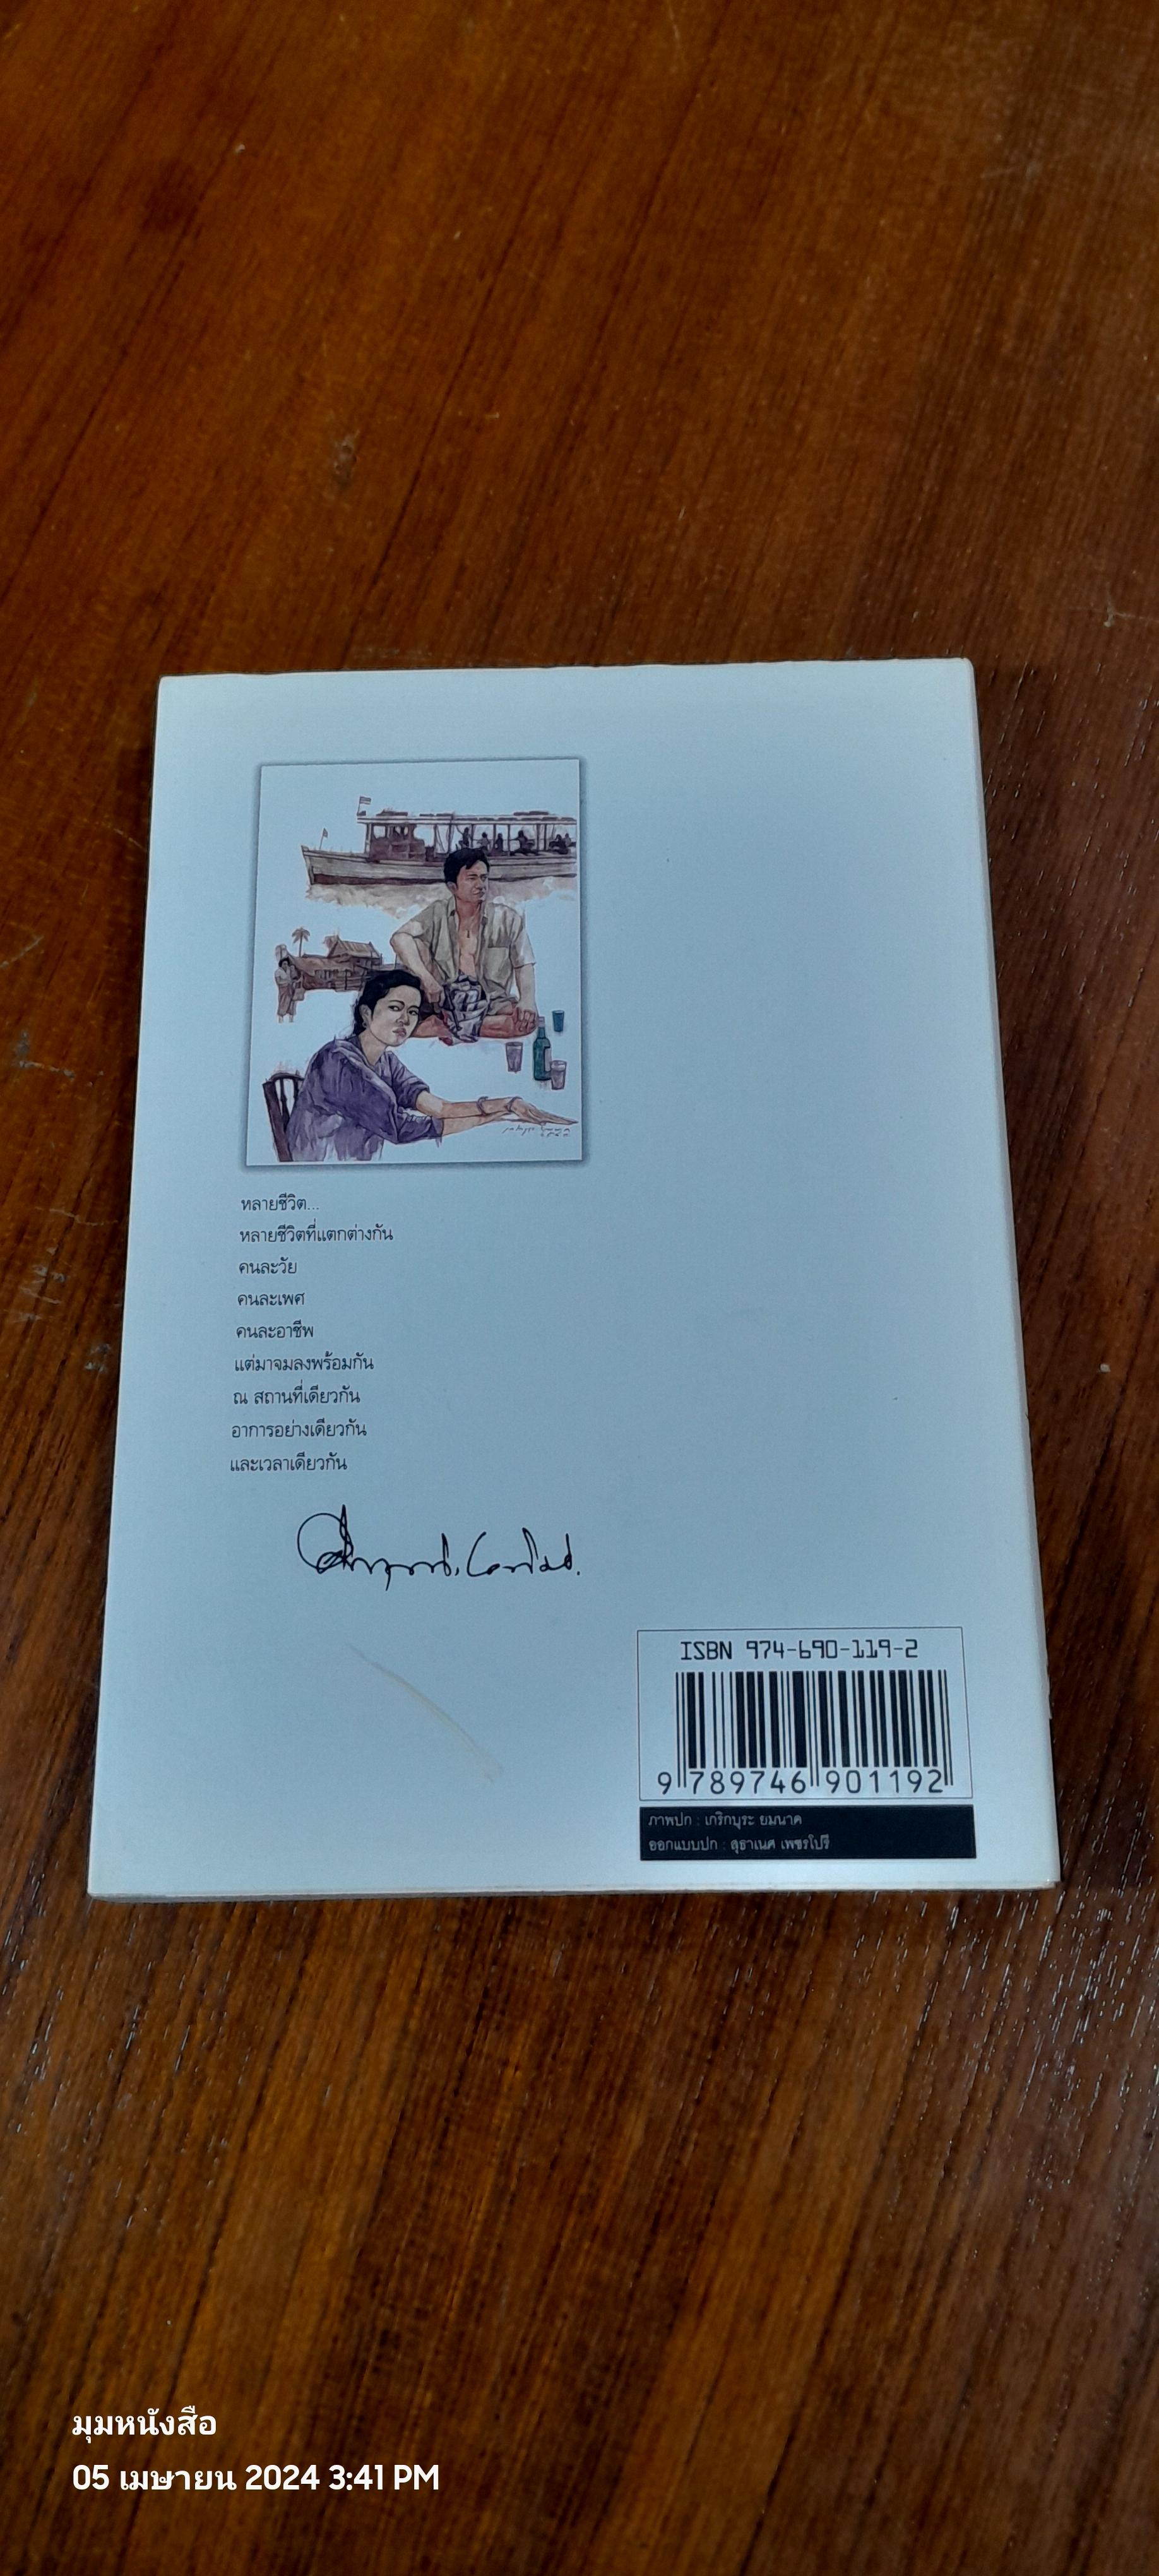 หลายชีวิต...
หลายชีวิตที่แตกต่างกัน
คนละวัย
คนละเพศ
คนละอาชีพ
แต่มาจมลงพร้อมกัน
ณ สถานที่เดียวกัน
อาการอย่างเดียวกัน
และเวลาเดียวกัน
ISBN 974-690-119-2
9 789746 901192
ภาพปก : เกริกบุระ ยมนาค
ออกแบบปก : สุธาเนศ เพชรโปรี
มุมหนังสือ
05 เมษายน 2024 3:41 PM